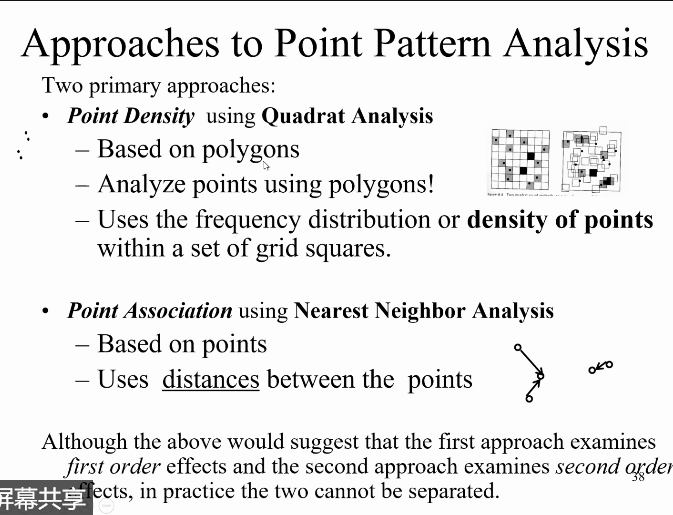 Approaches to Point Pattern Analysis
Two primary approaches:
• Point Density using Quadrat Analysis
– Based on polygons
– Analyze points using polygons!
– Uses the frequency distribution or density of points
within a set of grid squares.
• Point Association using Nearest Neighbor Analysis
– Based on points
– Uses distances between the points
Although the above would suggest that the first approach examines
first order effects and the second approach examines second order
ffects, in practice the two cannot be separated.
38
屏幕共享